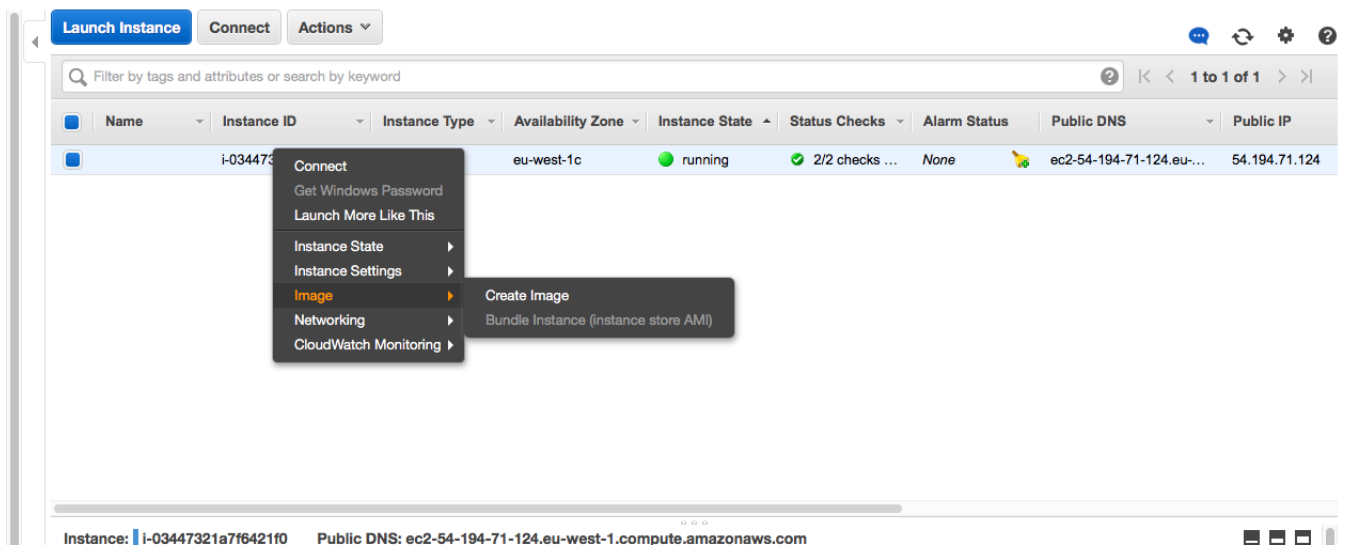 Launch Instance Connect Actions
Filter by tags and attributes or search by keyword 1 to 1 of 1
Name Instance ID Instance Type Availability Zone Instance State Status Checks Alarm Status Public DNS Public IP
i-03447 eu-west-1c running 2/2 checks ... None ec2-54-194-71-124.eu-... 54.194.71.124
Connect
Get Windows Password
Launch More Like This
Instance State
Instance Settings
Image Create Image
Networking Bundle Instance (instance store AMI)
CloudWatch Monitoring
Instance: i-03447321a7f6421f0 Public DNS: ec2-54-194-71-124.eu-west-1.compute.amazonaws.com